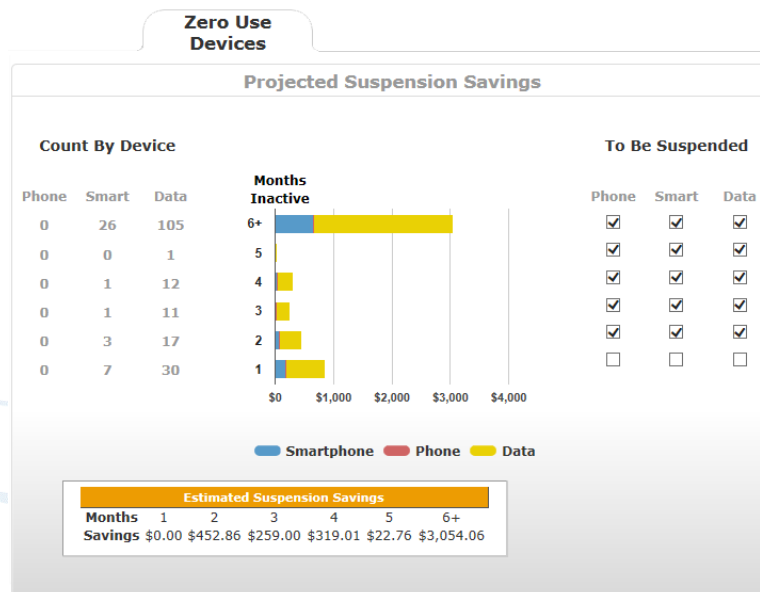 Zero Use
Devices
Projected Suspension Savings
Count By Device
To Be Suspended
Months
Inactive
Phone Smart Data
Phone Smart Data
0 26 105 6+
0 0 1 5
0 1 12 4
0 1 11 3
0 3 17 2
0 7 30 1
$0 $1,000 $2,000 $3,000 $4,000
Smartphone Phone Data
Estimated Suspension Savings
Months 1 2 3 4 5 6+
Savings $0.00 $452.86 $259.00 $319.01 $22.76 $3,054.06